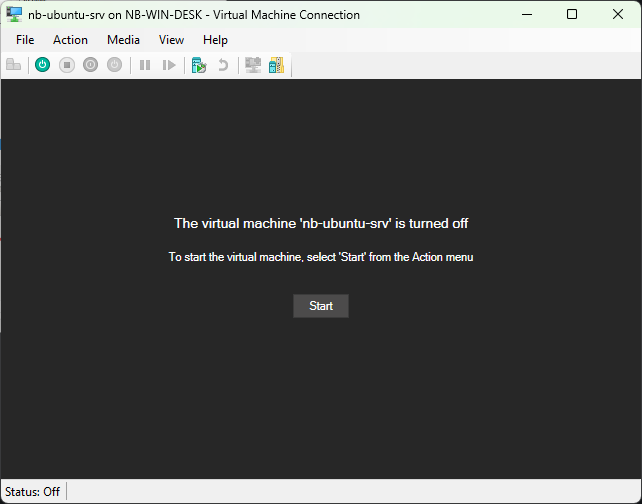 nb-ubuntu-srv on NB-WIN-DESK - Virtual Machine Connection
File Action Media View Help
The virtual machine 'nb-ubuntu-srv' is turned off
To start the virtual machine, select 'Start' from the Action menu
Start
Status: Off